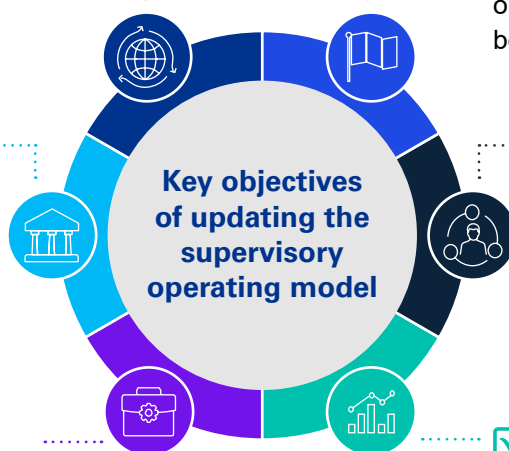 Key objectives
of updating the
supervisory
operating model